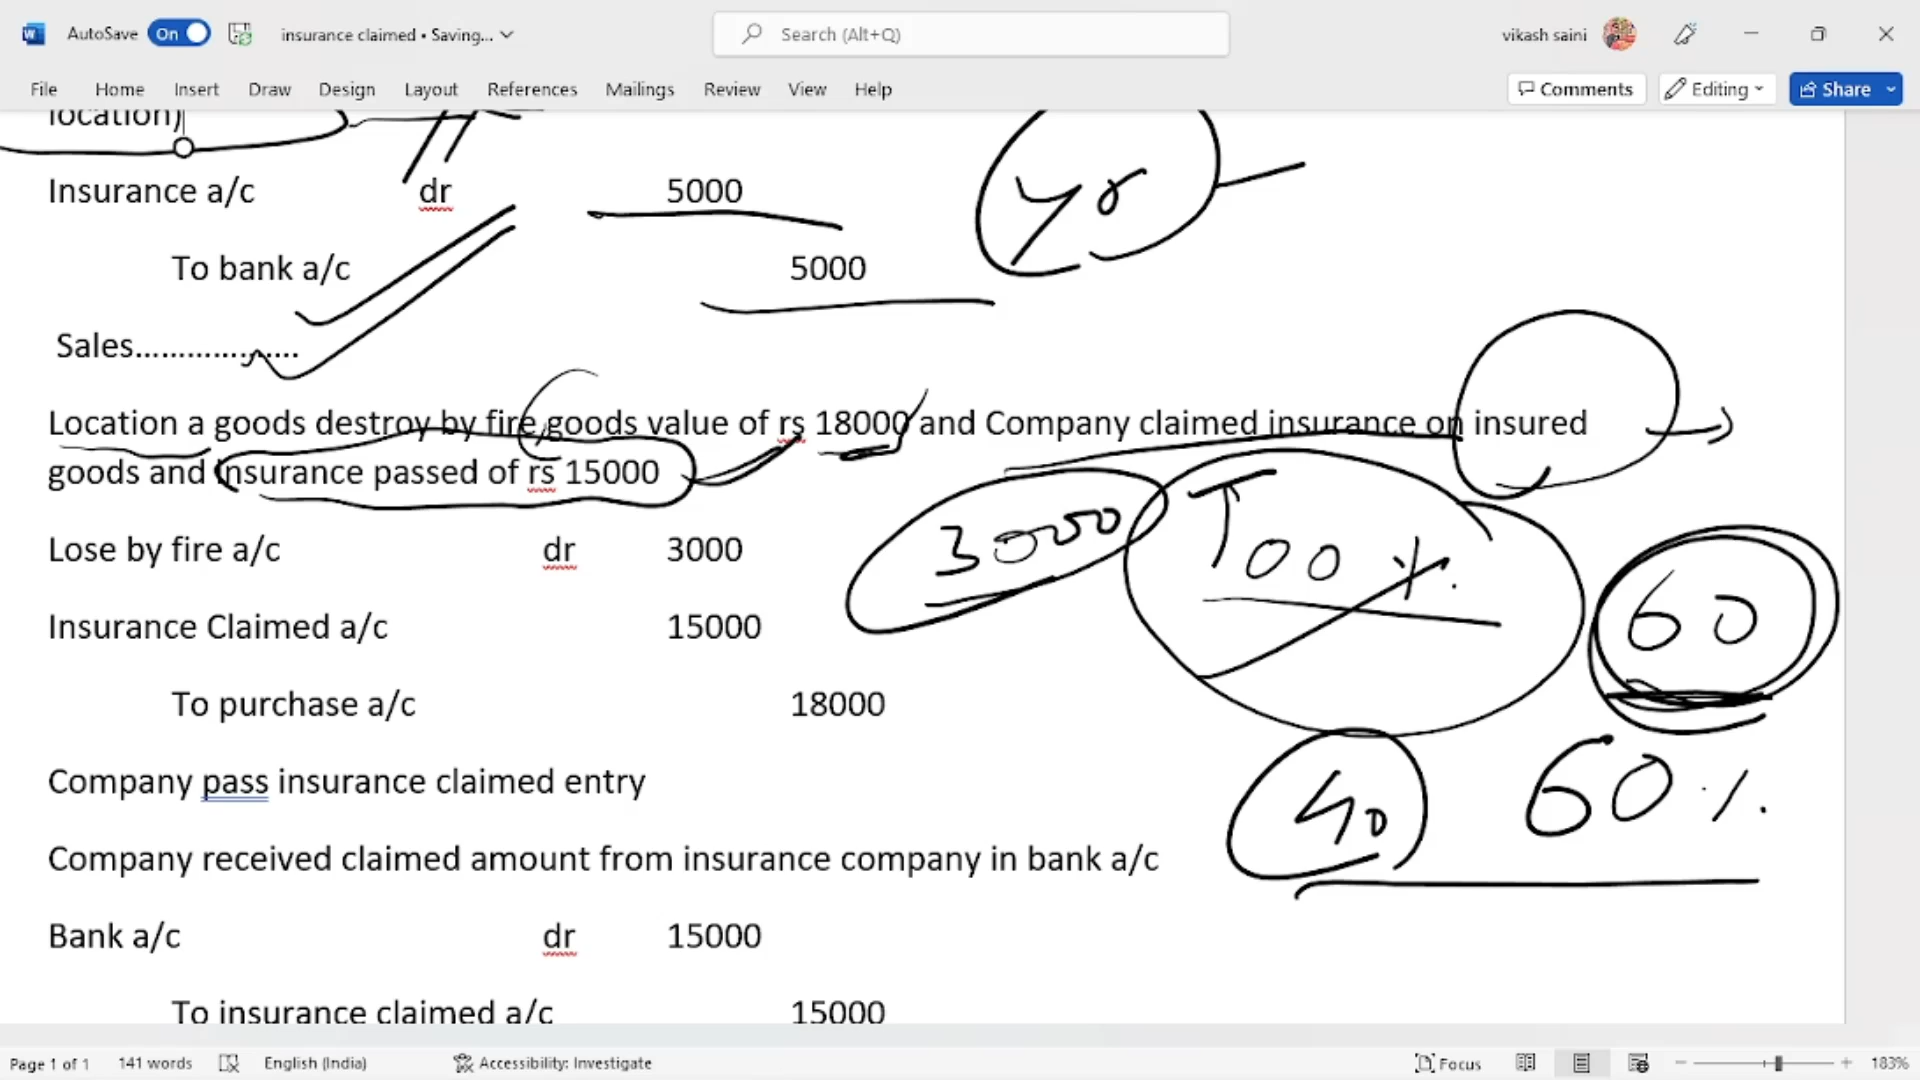 AutoSave On insurance claimed • Saving... Search (Alt+Q) vikash saini
File Home Insert Draw Design Layout References Mailings Review View Help Comments Editing Share
location)
Insurance a/c dr 5000
yr
To bank a/c 5000
Sales..................
Location a goods destroy by fire,goods value of rs 18000 and Company claimed insurance on insured
goods and insurance passed of rs 15000
Lose by fire a/c dr 3000
3000 100 %
60
Insurance Claimed a/c 15000
To purchase a/c 18000
Company pass insurance claimed entry
40 60 %
Company received claimed amount from insurance company in bank a/c
Bank a/c dr 15000
To insurance claimed a/c 15000
Page 1 of 1 141 words English (India) Accessibility: Investigate Focus 183%